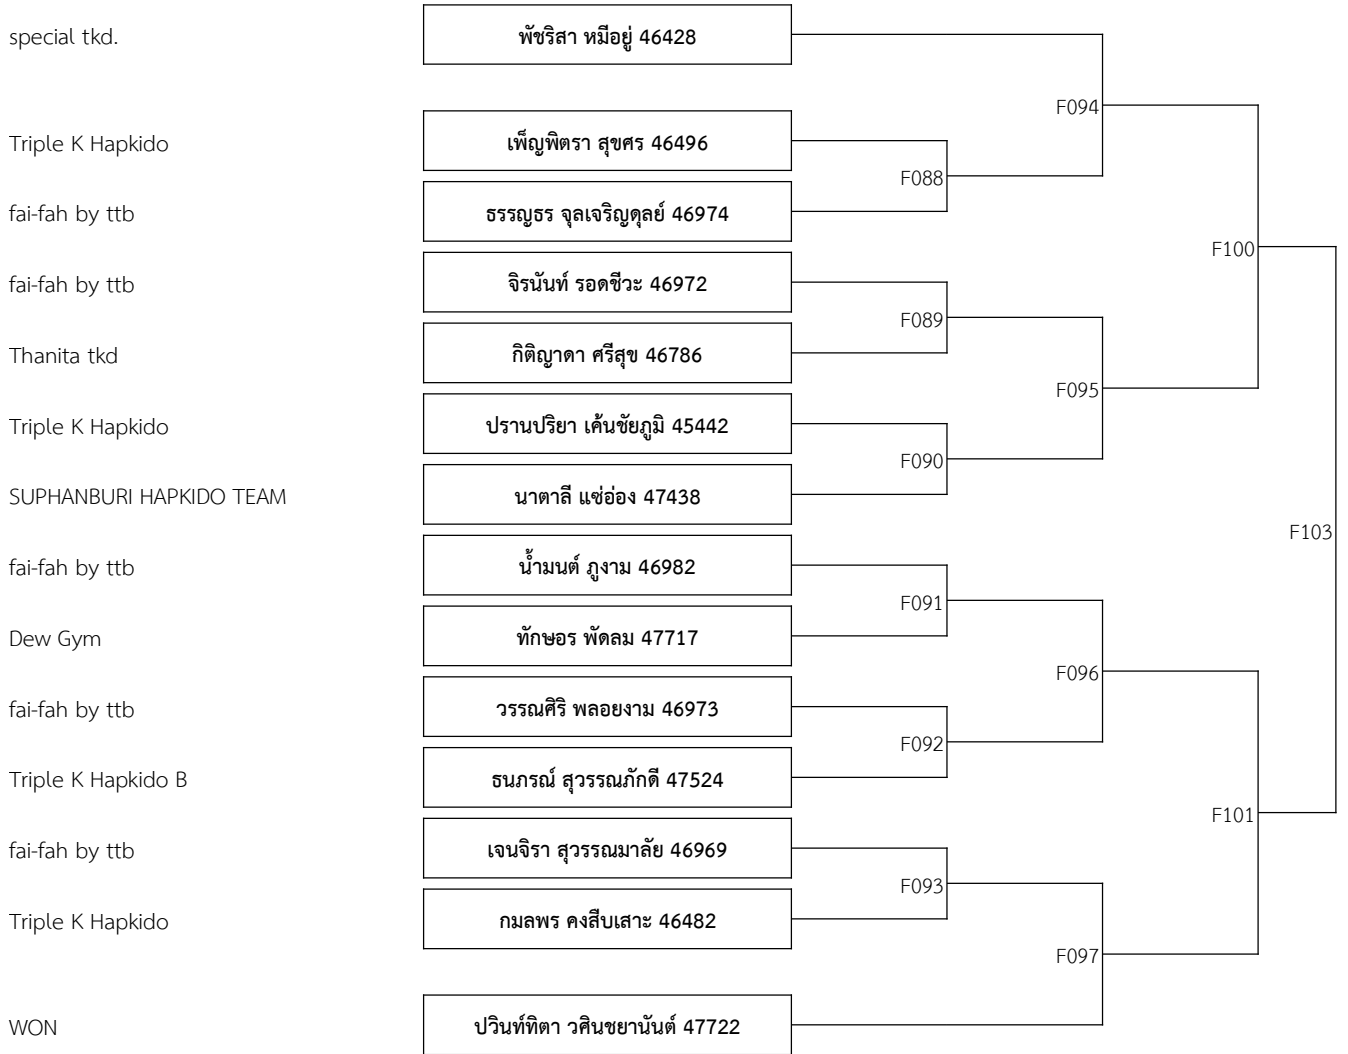 special tkd.
พัชริสา หมีอยู่ 46428
F094
Triple K Hapkido
เพ็ญพิตรา สุขศร 46496
F088
fai-fah by ttb
ธรรญธร จุลเจริญดุลย์ 46974
F100
fai-fah by ttb
จิรนันท์ รอดชีวะ 46972
F089
Thanita tkd
กิติญาดา ศรีสุข 46786
F095
Triple K Hapkido
ปรานปริยา เค้นชัยภูมิ 45442
F090
SUPHANBURI HAPKIDO TEAM
นาตาลี แซ่อ่อง 47438
F103
fai-fah by ttb
น้ำมนต์ ภูงาม 46982
F091
Dew Gym
ทักษอร พัดลม 47717
F096
fai-fah by ttb
วรรณศิริ พลอยงาม 46973
F092
Triple K Hapkido B
ธนภรณ์ สุวรรณภักดี 47524
F101
fai-fah by ttb
เจนจิรา สุวรรณมาลัย 46969
F093
Triple K Hapkido
กมลพร คงสืบเสาะ 46482
F097
WON
ปวินท์ทิตา วศินชยานันต์ 47722